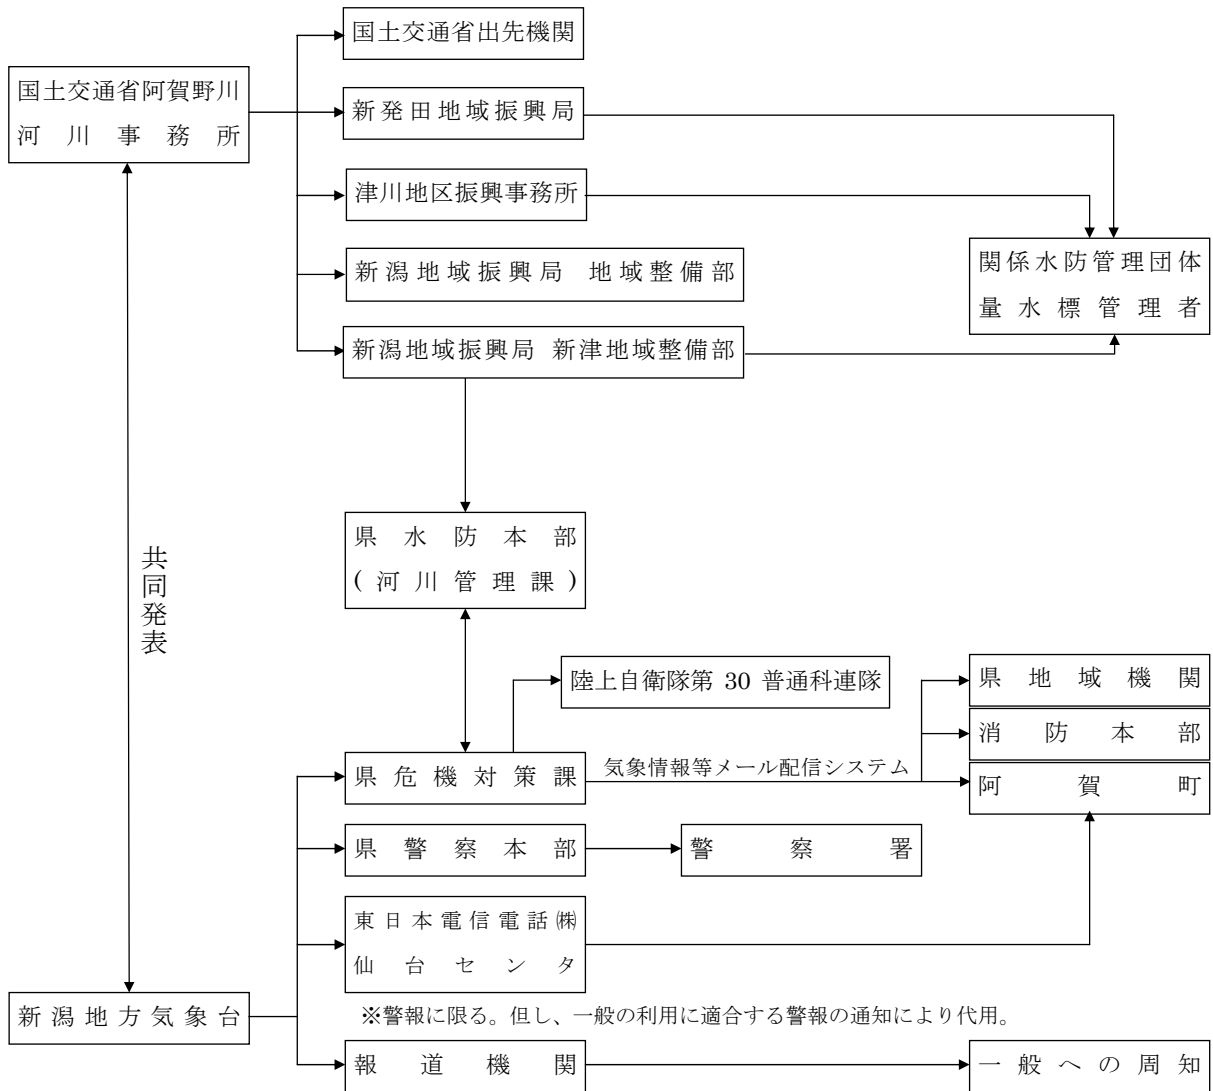 国土交通省出先機関
国土交通省阿賀野川
河川事務所
新発田地域振興局
津川地区振興事務所
関係水防管理団体
量水標管理者
新潟地域振興局 地域整備部
新潟地域振興局 新津地域整備部
県水防本部
(河川管理課)
共同発表
陸上自衛隊第 30 普通科連隊
県地域機関
消防本部
県危機対策課
気象情報等メール配信システム
阿賀町
県警察本部
警察署
東日本電信電話㈱
仙台センタ
新潟地方気象台
※警報に限る。但し、一般の利用に適合する警報の通知により代用。
報道機関
一般への周知